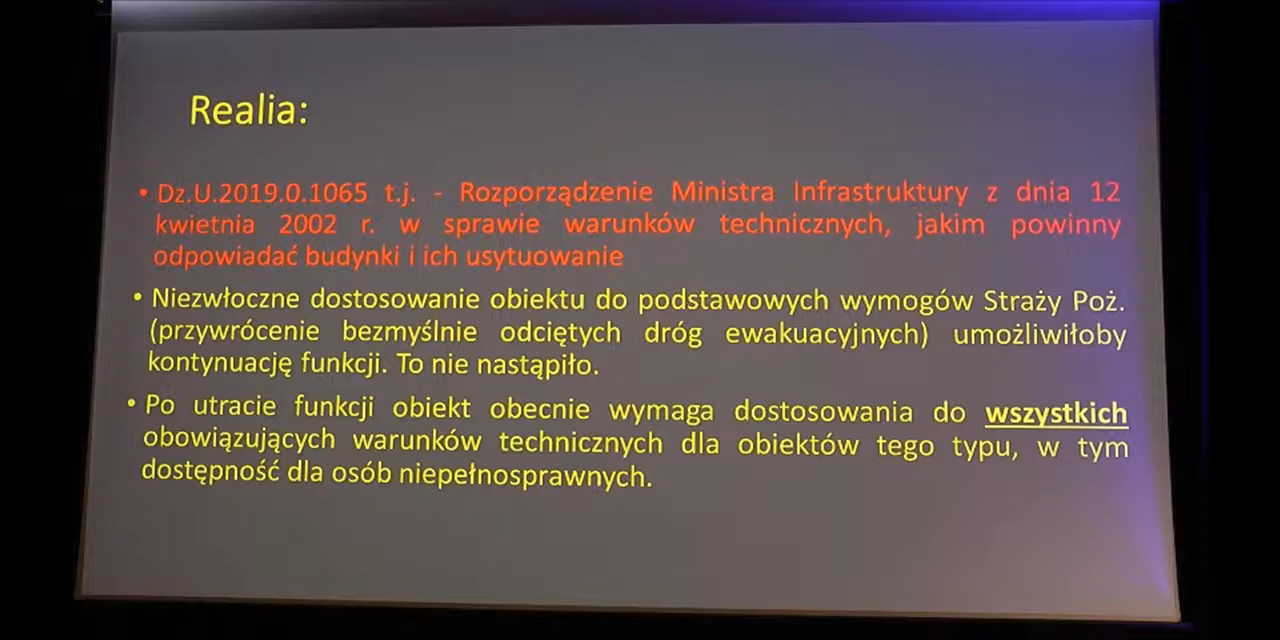 Realia:
• Dz.U.2019.0.1065 t.j. - Rozporządzenie Ministra Infrastruktury z dnia 12
kwietnia 2002 r. w sprawie warunków technicznych, jakim powinny
odpowiadać budynki i ich usytuowanie
• Niezwłoczne dostosowanie obiektu do podstawowych wymogów Straży Poż.
(przywrócenie bezmyślnie odciętych dróg ewakuacyjnych) umożliwiłoby
kontynuację funkcji. To nie nastąpiło.
• Po utracie funkcji obiekt obecnie wymaga dostosowania do wszystkich
obowiązujących warunków technicznych dla obiektów tego typu, w tym
dostępność dla osób niepełnosprawnych.